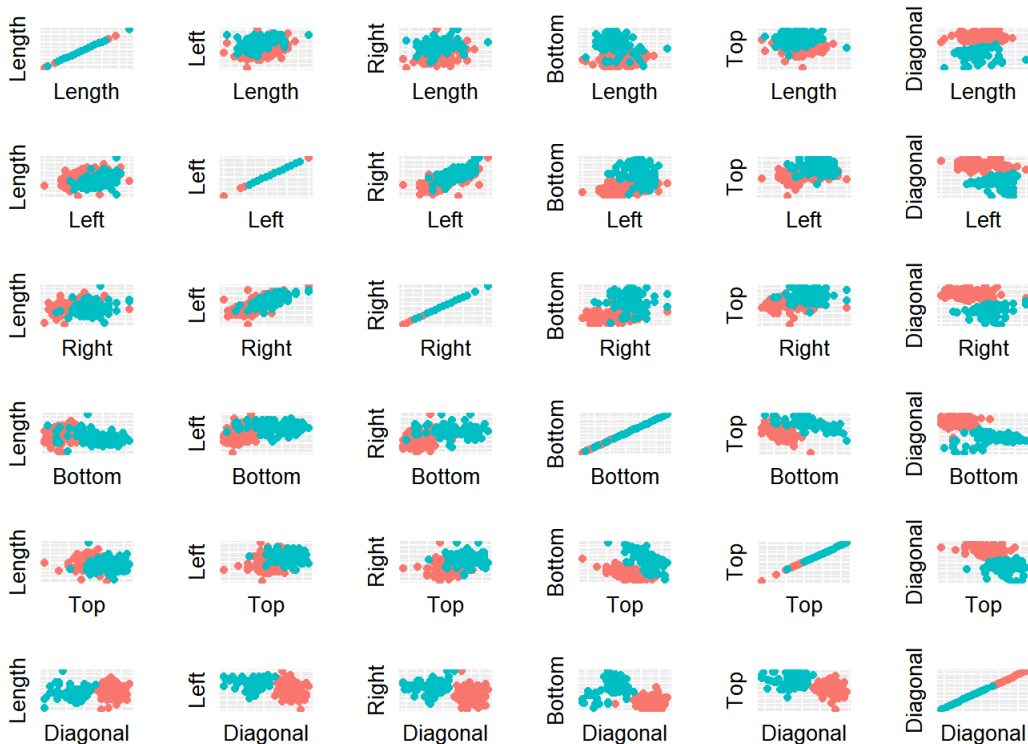 Length Left Right Bottom Top Diagonal
Length Length Length Length Length Length
Length Left Right Bottom Top Diagonal
Left Left Left Left Left Left
Length Left Right Bottom Top Diagonal
Right Right Right Right Right Right
Length Left Right Bottom Top Diagonal
Bottom Bottom Bottom Bottom Bottom Bottom
Length Left Right Bottom Top Diagonal
Top Top Top Top Top Top
Length Left Right Bottom Top Diagonal
Diagonal Diagonal Diagonal Diagonal Diagonal Diagonal